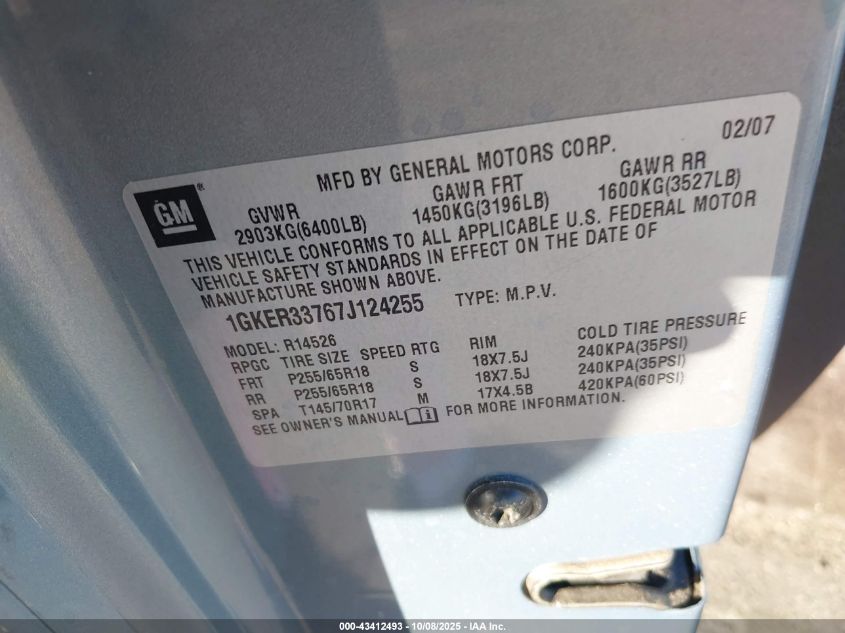 02/07
MFD BY GENERAL MOTORS CORP.
GM®
GVWR GAWR FRT GAWR RR
2903KG(6400LB) 1450KG(3196LB) 1600KG(3527LB)
THIS VEHICLE CONFORMS TO ALL APPLICABLE U.S. FEDERAL MOTOR
VEHICLE SAFETY STANDARDS IN EFFECT ON THE DATE OF
MANUFACTURE SHOWN ABOVE.
1GKER33767J124255 TYPE: M.P.V.
MODEL: R14526
RPGC TIRE SIZE SPEED RTG RIM COLD TIRE PRESSURE
FRT P255/65R18 S 18X7.5J 240KPA(35PSI)
RR P255/65R18 S 18X7.5J 240KPA(35PSI)
SPA T145/70R17 M 17X4.5B 420KPA(60PSI)
SEE OWNER'S MANUAL FOR MORE INFORMATION.
000-43412493 - 10/08/2025 - IAA Inc.